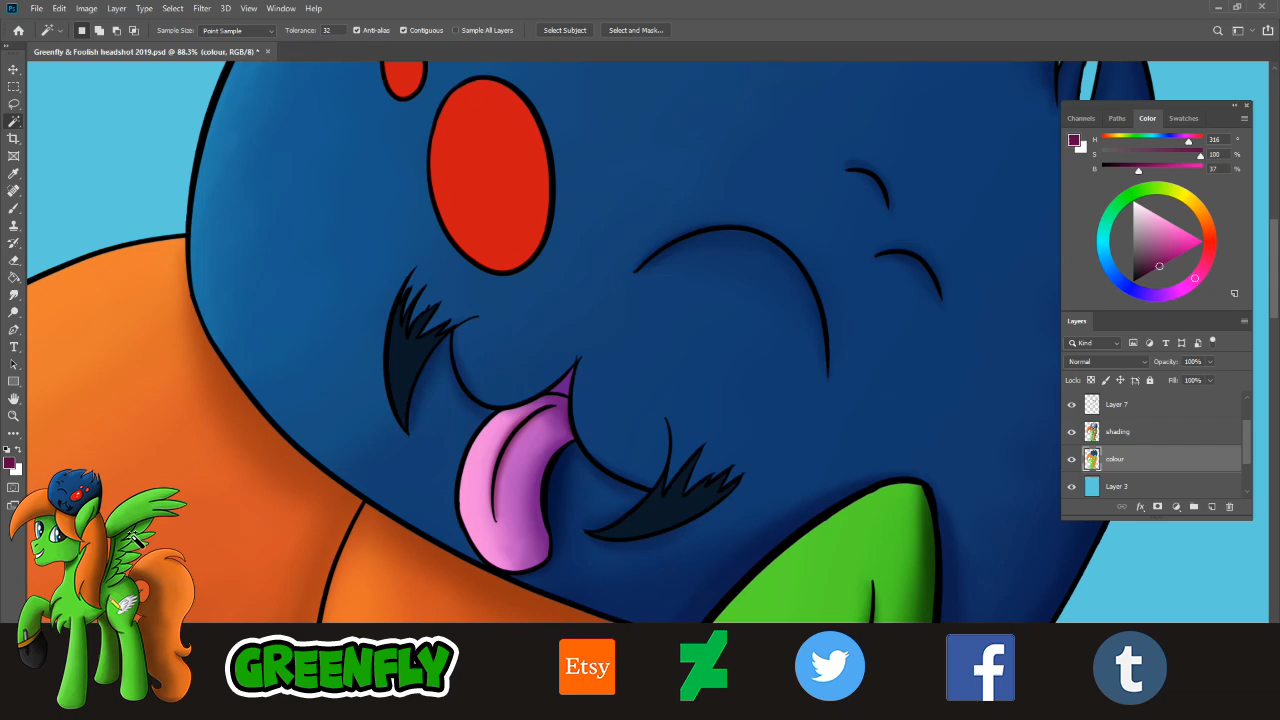 Ps File Edit Image Layer Type Select Filter 3D View Window Help
Sample Size: Point Sample Tolerance: 32 Anti-alias Contiguous Sample All Layers Select Subject Select and Mask...
Greenfly & Foolish headshot 2019.psd @ 88.3% (colour, RGB/8) * ×
Channels Paths Color Swatches
H 316 °
S 100 %
B 37 %
Layers
Kind
Normal Opacity: 100%
Lock: Fill: 100%
Layer 7
shading
colour
Layer 3
fx
GREENFLY Etsy f t